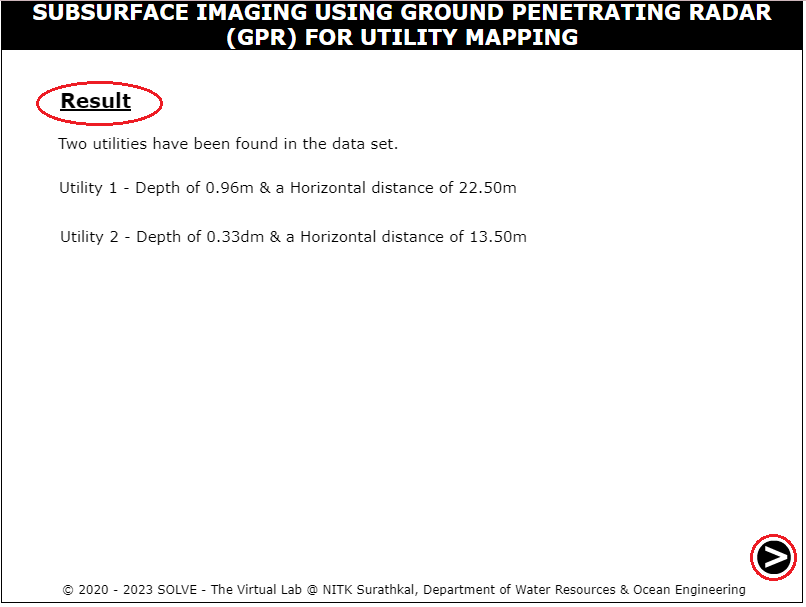 SUBSURFACE IMAGING USING GROUND PENETRATING RADAR
(GPR) FOR UTILITY MAPPING
Result
Two utilities have been found in the data set.
Utility 1 - Depth of 0.96m & a Horizontal distance of 22.50m
Utility 2 - Depth of 0.33dm & a Horizontal distance of 13.50m
>
© 2020 - 2023 SOLVE - The Virtual Lab @ NITK Surathkal, Department of Water Resources & Ocean Engineering